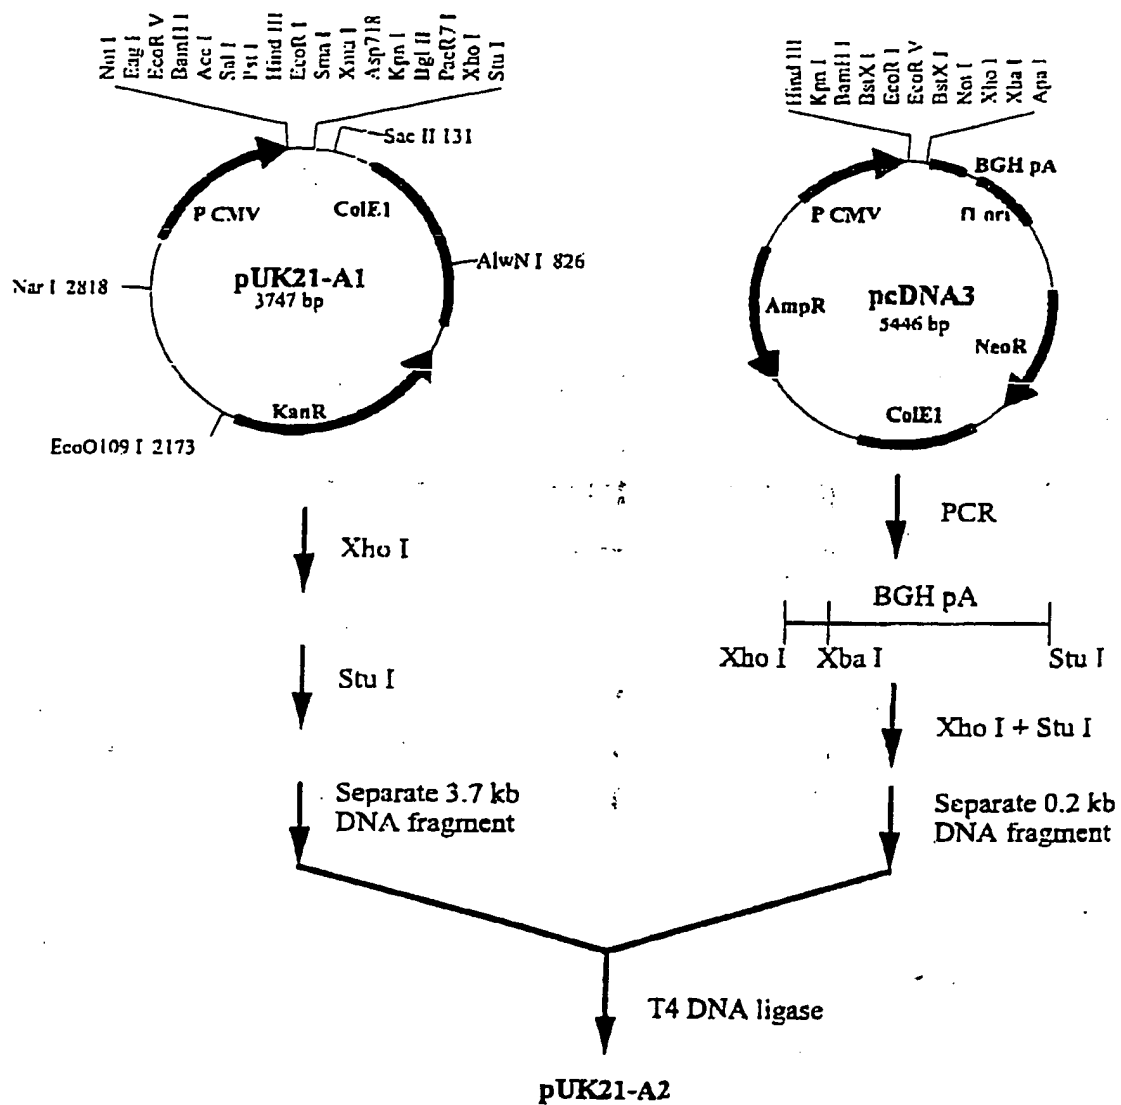 Not I
Eag I
EcoR V
BamH I
Acc I
Sal I
Pst I
Hind III
EcoR I
Sma I
Xma I
Asp718
Kpn I
Bgl II
PaeR7 I
Xho I
Stu I
Sac II 131
P CMV
ColE1
AlwN I 826
Nar I 2818
pUK21-A1
3747 bp
KanR
EcoO109 I 2173
Hind III
Kpn I
BamH I
BstX I
EcoR I
EcoR V
BstX I
Not I
Xho I
Xba I
Apa I
BGH pA
P CMV
f1 ori
AmpR
pcDNA3
5446 bp
NeoR
ColE1
Xho I
Stu I
Separate 3.7 kb
DNA fragment
PCR
BGH pA
Xho I
Xba I
Stu I
Xho I + Stu I
Separate 0.2 kb
DNA fragment
T4 DNA ligase
pUK21-A2